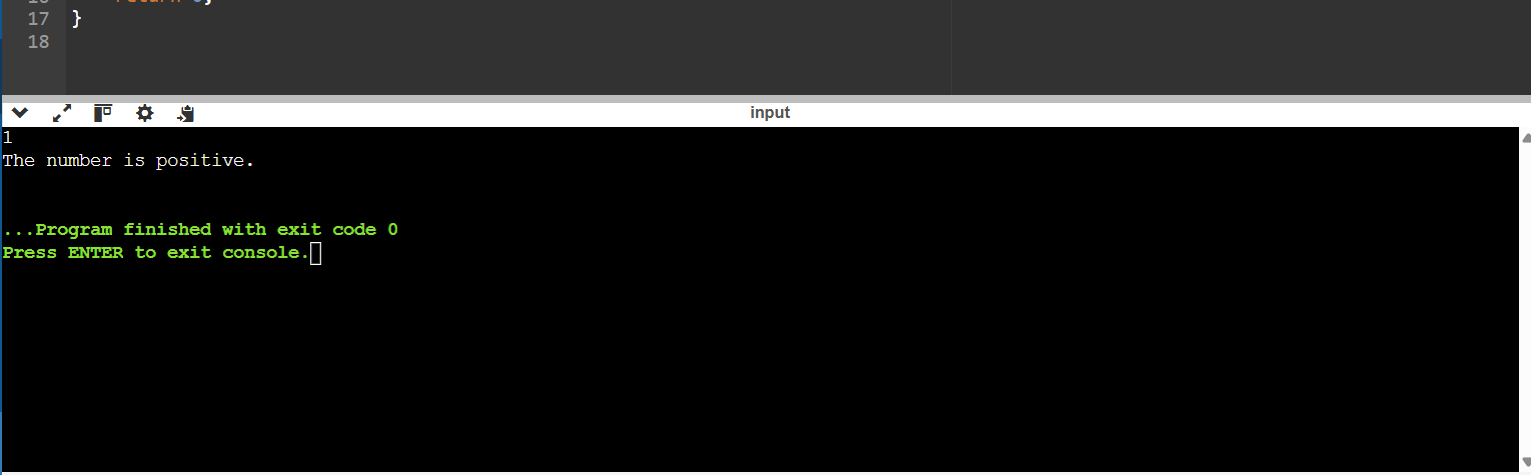 17 }
18
input
1
The number is positive.
...Program finished with exit code 0
Press ENTER to exit console.